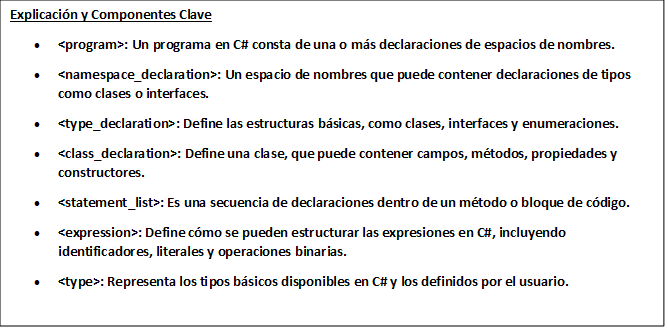 Explicación y Componentes Clave
• <program>: Un programa en C# consta de una o más declaraciones de espacios de nombres.
• <namespace_declaration>: Un espacio de nombres que puede contener declaraciones de tipos
como clases o interfaces.
• <type_declaration>: Define las estructuras básicas, como clases, interfaces y enumeraciones.
• <class_declaration>: Define una clase, que puede contener campos, métodos, propiedades y
constructores.
• <statement_list>: Es una secuencia de declaraciones dentro de un método o bloque de código.
• <expression>: Define cómo se pueden estructurar las expresiones en C#, incluyendo
identificadores, literales y operaciones binarias.
• <type>: Representa los tipos básicos disponibles en C# y los definidos por el usuario.